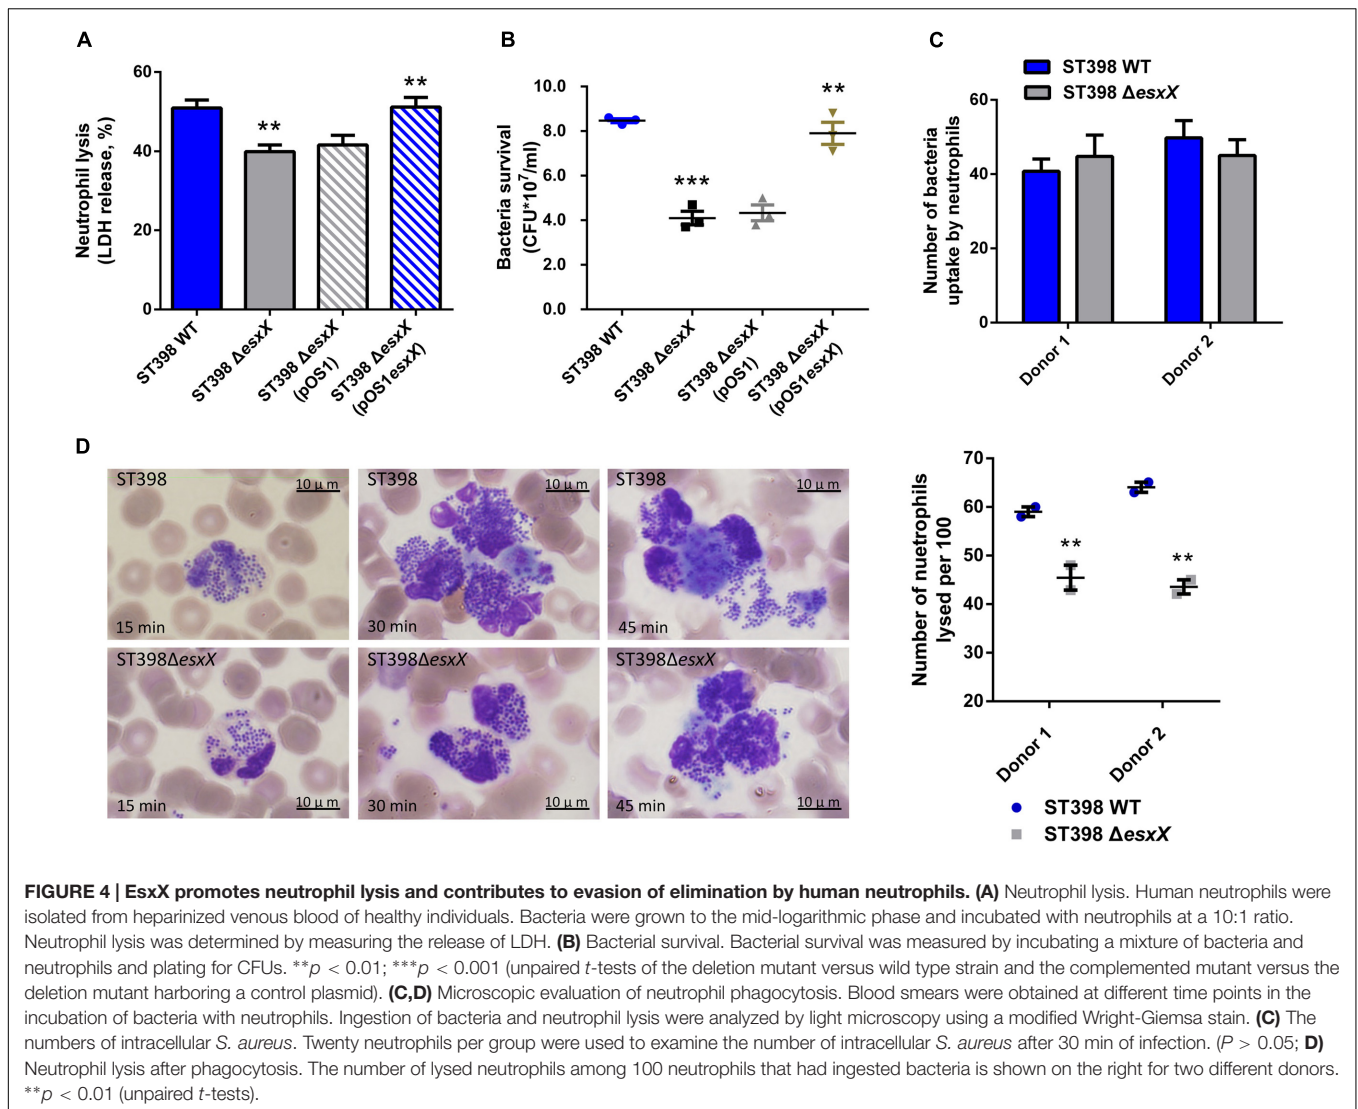 A
Neutrophil lysis
(LDH release, %)
60
40
20
0
**
**
ST398 WT
ST398 ΔesxX
ST398 ΔesxX
(pOS1)
ST398 ΔesxX
(pOS1esxX)
B
Bacteria survival
(CFU*10⁷/ml)
10.0
8.0
6.0
4.0
2.0
0.0
***
**
ST398 WT
ST398 ΔesxX
ST398 ΔesxX
(pOS1)
ST398 ΔesxX
(pOS1esxX)
C
ST398 WT
ST398 ΔesxX
Number of bacteria
uptake by neutrophils
60
40
20
0
Donor 1
Donor 2
D
ST398
10 μ m
15 min
ST398
10 μ m
30 min
ST398
10 μ m
45 min
ST398ΔesxX
10 μ m
15 min
ST398ΔesxX
10 μ m
30 min
ST398ΔesxX
10 μ m
45 min
Number of nuetrophils
lysed per 100
70
60
50
40
30
20
**
**
Donor 1
Donor 2
ST398 WT
ST398 ΔesxX
FIGURE 4 | EsxX promotes neutrophil lysis and contributes to evasion of elimination by human neutrophils. (A) Neutrophil lysis. Human neutrophils were
isolated from heparinized venous blood of healthy individuals. Bacteria were grown to the mid-logarithmic phase and incubated with neutrophils at a 10:1 ratio.
Neutrophil lysis was determined by measuring the release of LDH. (B) Bacterial survival. Bacterial survival was measured by incubating a mixture of bacteria and
neutrophils and plating for CFUs. **p < 0.01; ***p < 0.001 (unpaired t-tests of the deletion mutant versus wild type strain and the complemented mutant versus the
deletion mutant harboring a control plasmid). (C,D) Microscopic evaluation of neutrophil phagocytosis. Blood smears were obtained at different time points in the
incubation of bacteria with neutrophils. Ingestion of bacteria and neutrophil lysis were analyzed by light microscopy using a modified Wright-Giemsa stain. (C) The
numbers of intracellular S. aureus. Twenty neutrophils per group were used to examine the number of intracellular S. aureus after 30 min of infection. (P > 0.05; D)
Neutrophil lysis after phagocytosis. The number of lysed neutrophils among 100 neutrophils that had ingested bacteria is shown on the right for two different donors.
**p < 0.01 (unpaired t-tests).